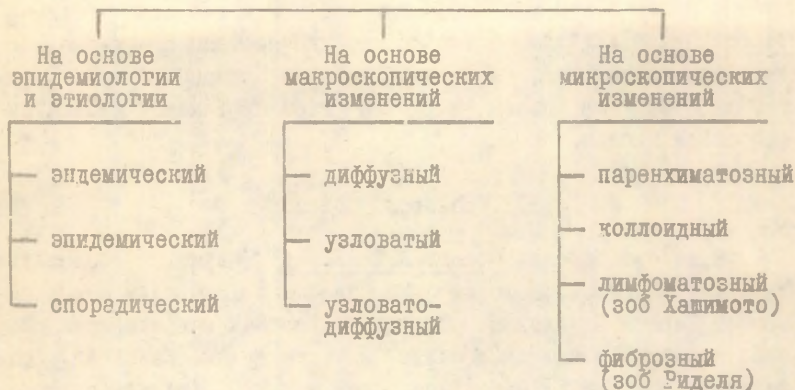 На основе
эпидемиологии
и этиологии
эндемический
эпидемический
спорадический
На основе
макроскопических
изменений
диффузный
узловатый
узловато-
диффузный
На основе
микроскопических
изменений
паренхиматозный
коллоидный
лимфоматозный
(зоб Хашимото)
фиброзный
(зоб Риделя)